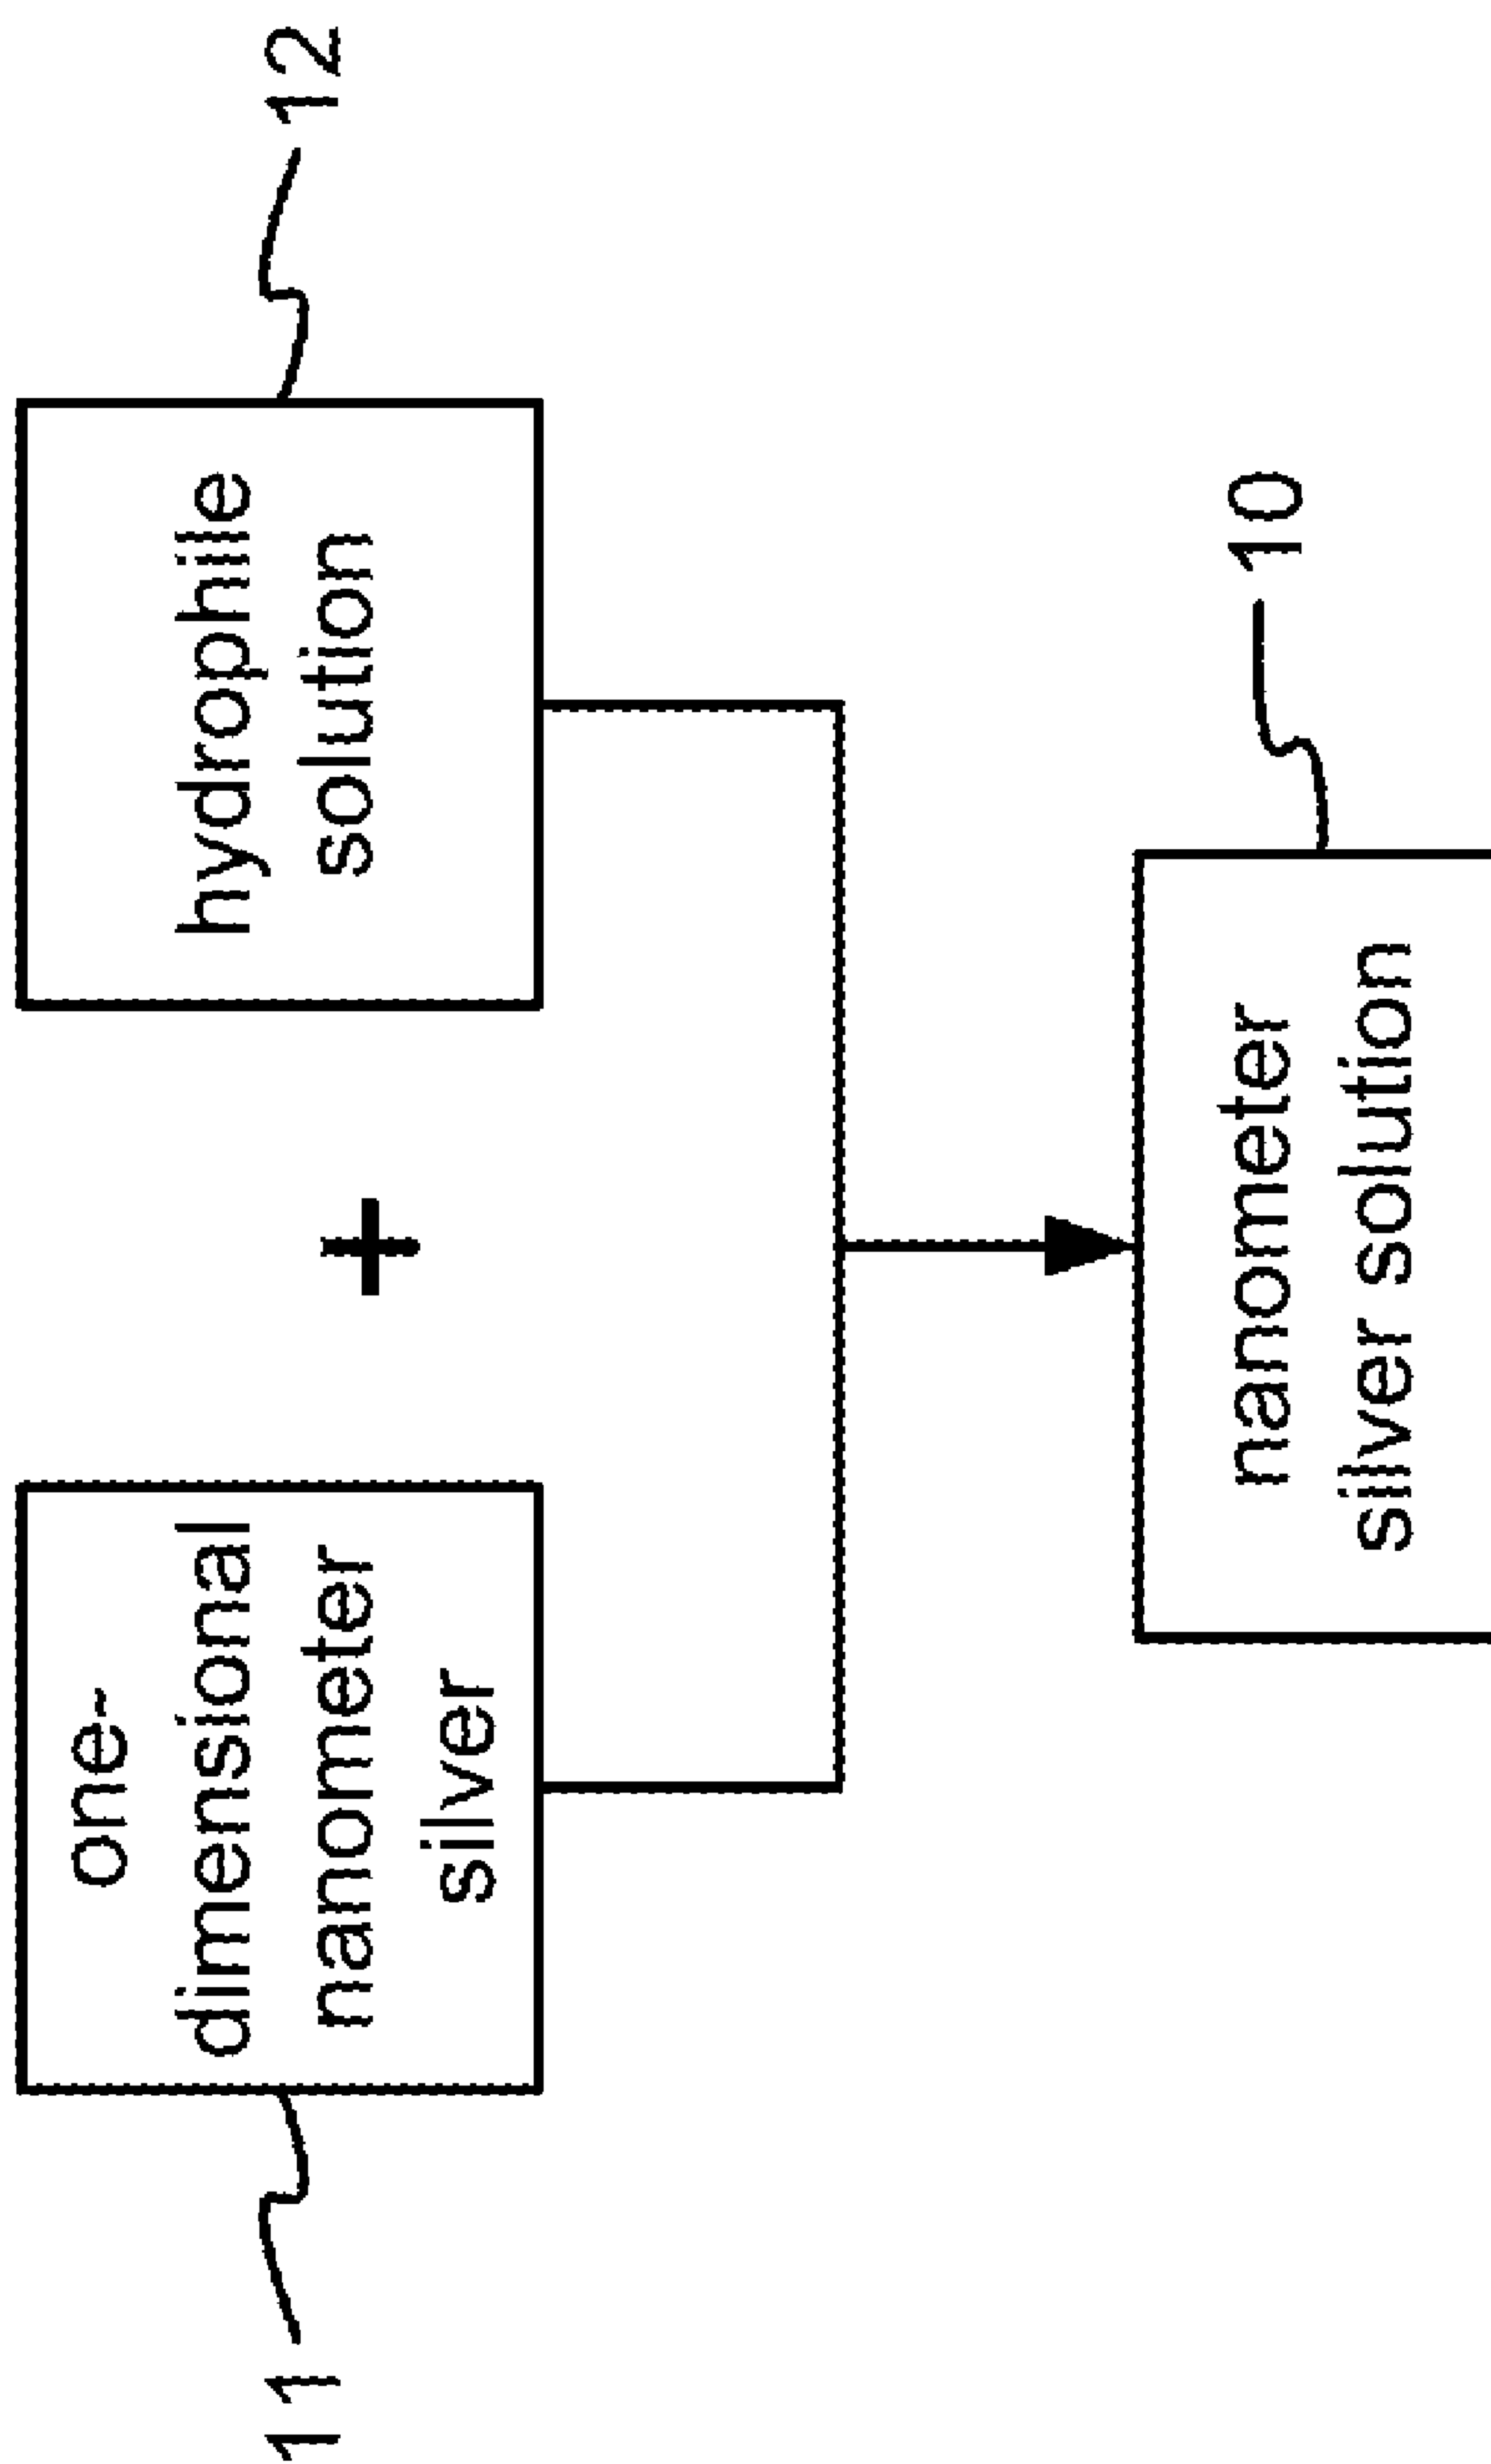 11
one-
dimensional
nanometer
silver
+
hydrophile
solution
12
nanometer
silver solution
10